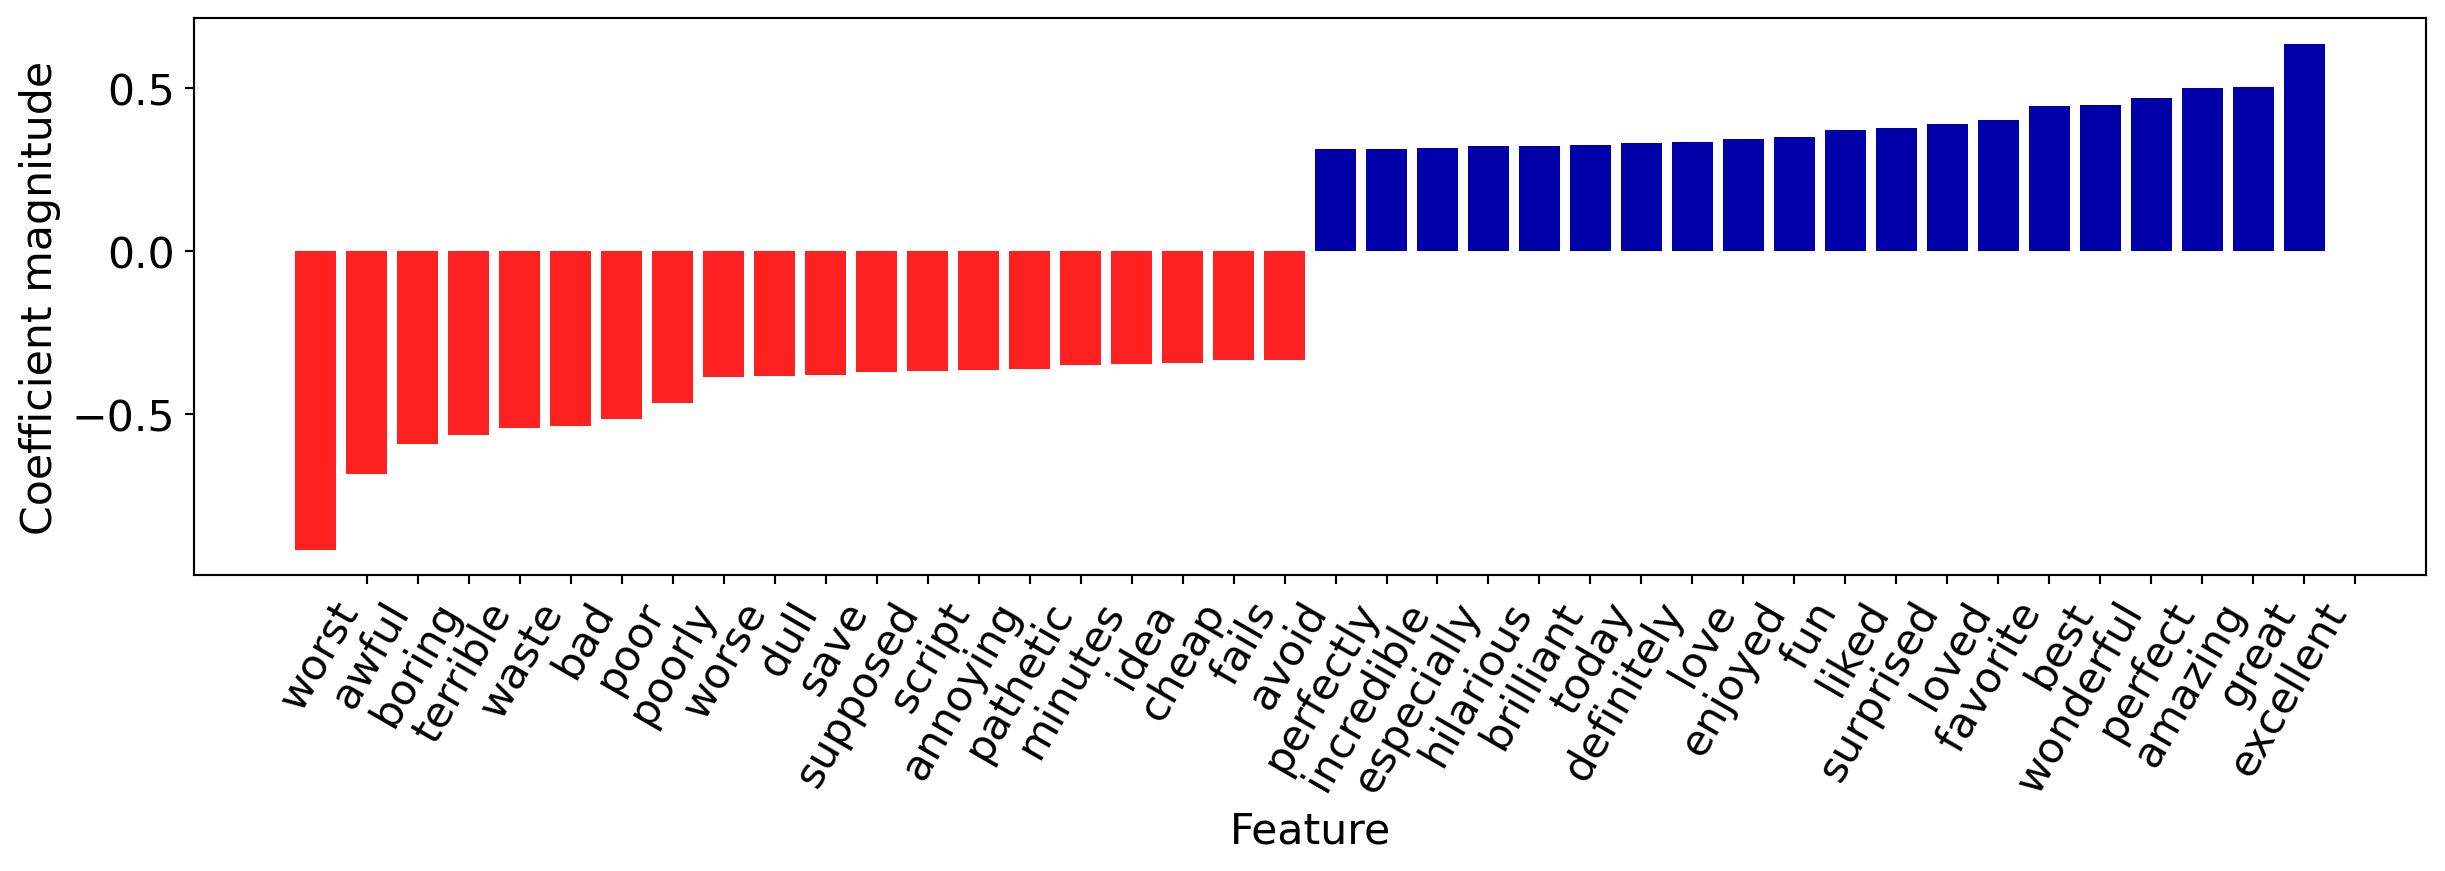 Coefficient magnitude
0.5
0.0
−0.5
worst
awful
boring
terrible
waste
bad
poor
poorly
worse
dull
save
supposed
script
annoying
pathetic
minutes
idea
cheap
fails
avoid
perfectly
incredible
especially
hilarious
brilliant
today
definitely
love
enjoyed
fun
liked
surprised
loved
favorite
best
wonderful
perfect
amazing
great
excellent
Feature